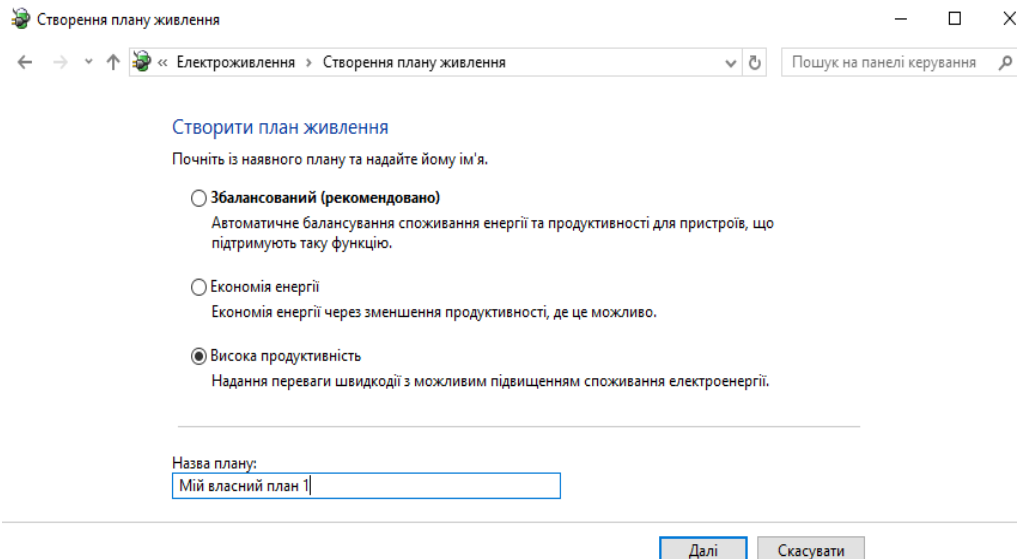 Створення плану живлення
« Електроживлення › Створення плану живлення
Пошук на панелі керування
Створити план живлення
Почніть із наявного плану та надайте йому ім'я.
Збалансований (рекомендовано)
Автоматичне балансування споживання енергії та продуктивності для пристроїв, що
підтримують таку функцію.
Економія енергії
Економія енергії через зменшення продуктивності, де це можливо.
Висока продуктивність
Надання переваги швидкодії з можливим підвищенням споживання електроенергії.
Назва плану:
Мій власний план 1
Далі
Скасувати